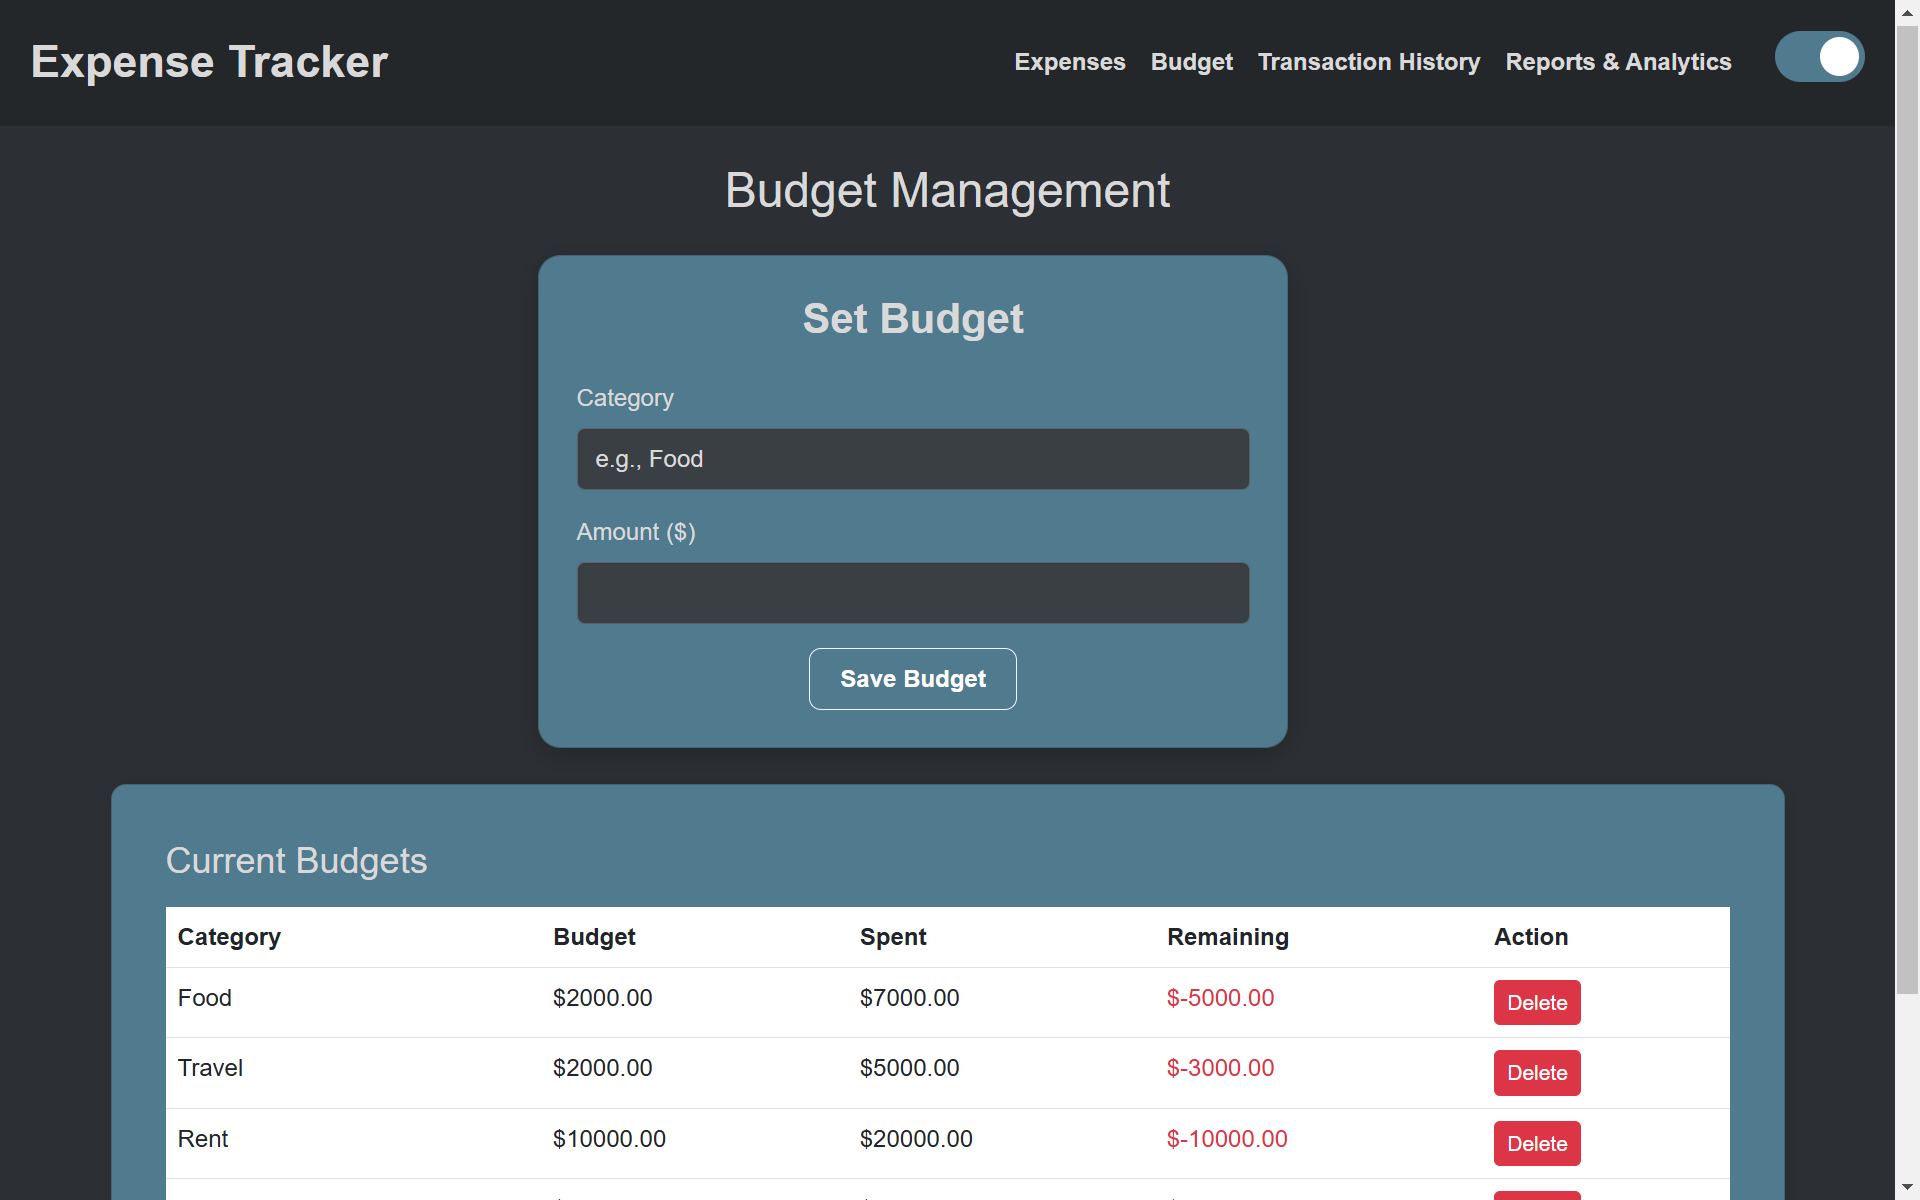 Expense Tracker
Expenses Budget Transaction History Reports & Analytics
Budget Management
Set Budget
Category
e.g., Food
Amount ($)
Save Budget
Current Budgets
Category Budget Spent Remaining Action
Food $2000.00 $7000.00 $-5000.00 Delete
Travel $2000.00 $5000.00 $-3000.00 Delete
Rent $10000.00 $20000.00 $-10000.00 Delete